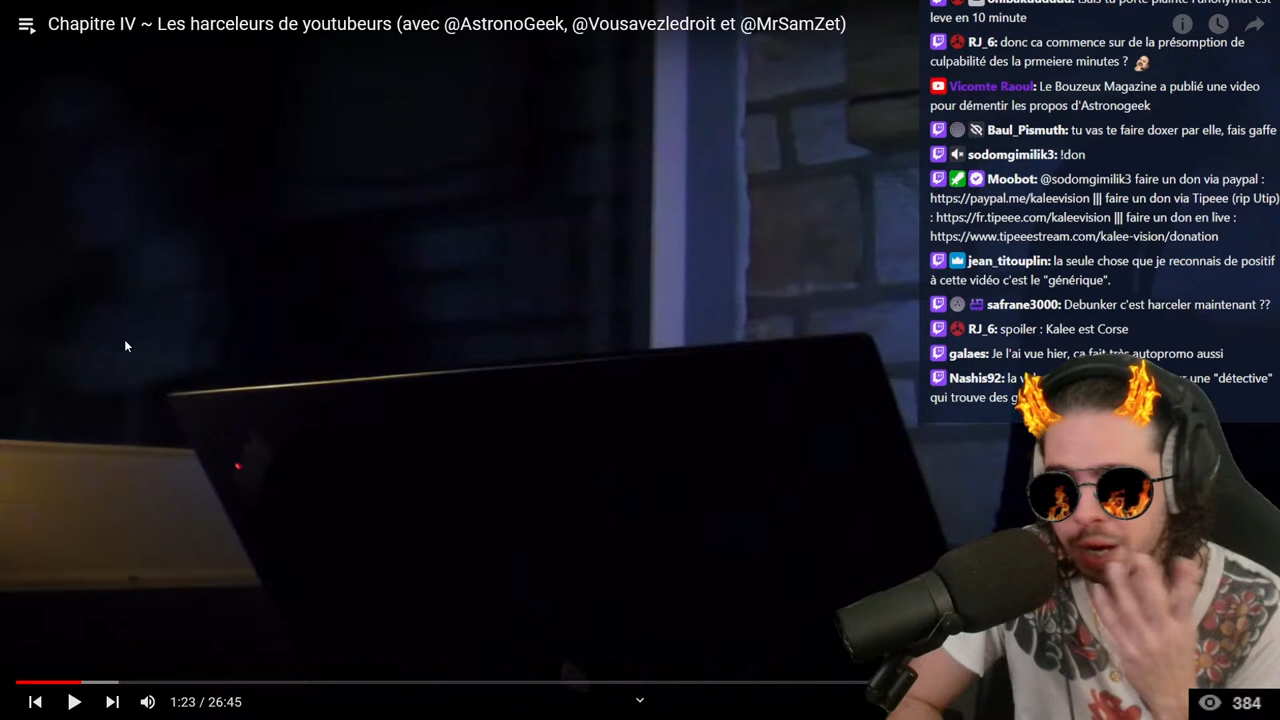 Chapitre IV ~ Les harceleurs de youtubeurs (avec @AstronoGeek, @Vousavezledroit et @MrSamZet)
leve en 10 minute
RJ_6: donc ca commence sur de la présomption de
culpabilité des la prmeiere minutes ?
Vicomte Raoul: Le Bouzeux Magazine a publié une video
pour démentir les propos d'Astronogeek
Baul_Pismuth: tu vas te faire doxer par elle, fais gaffe
sodomgimilik3: !don
Moobot: @sodomgimilik3 faire un don via paypal :
https://paypal.me/kaleevision ||| faire un don via Tipeee (rip Utip)
: https://fr.tipeee.com/kaleevision ||| faire un don en live :
https://www.tipeeestream.com/kalee-vision/donation
jean_titouplin: la seule chose que je reconnais de positif
à cette vidéo c'est le "générique".
safrane3000: Debunker c'est harceler maintenant ??
RJ_6: spoiler : Kalee est Corse
galaes: Je l'ai vue hier, ça fait très autopromo aussi
Nashis92: la une "détective"
qui trouve des
1:23 / 26:45
384